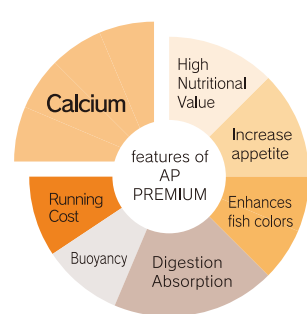 Calcium
High
Nutritional
Value
Increase
appetite
Enhances
fish colors
Digestion
Absorption
Buoyancy
Running
Cost
features of
AP
PREMIUM